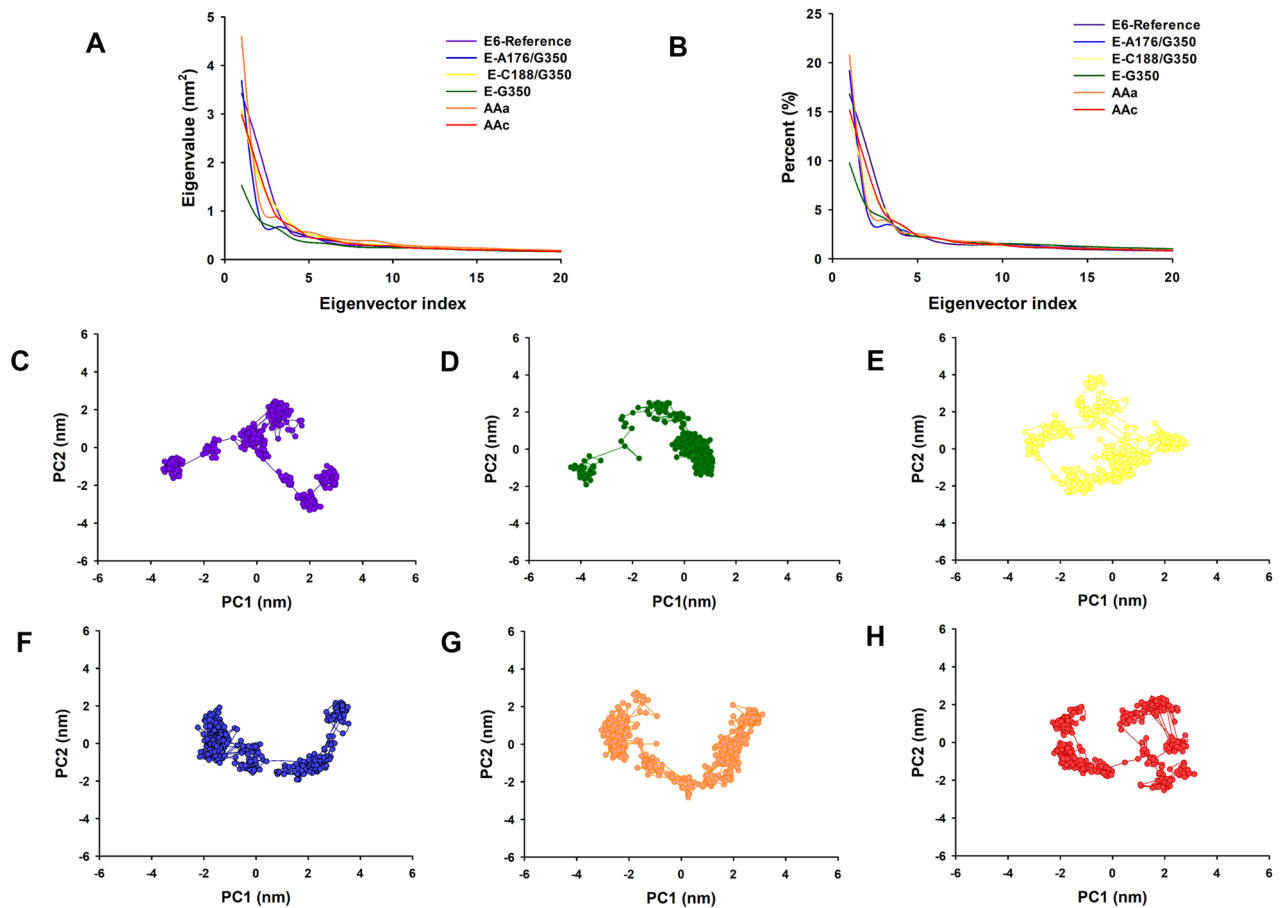 A
5
4
3
2
1
0
Eigenvalue (nm2)
0 5 10 15 20
Eigenvector index
E6-Reference
E-A176/G350
E-C188/G350
E-G350
AAa
AAc
B
25
20
15
10
5
0
Percent (%)
0 5 10 15 20
Eigenvector index
E6-Reference
E-A176/G350
E-C188/G350
E-G350
AAa
AAc
C
6
4
2
0
-2
-4
-6
PC2 (nm)
-6 -4 -2 0 2 4 6
PC1 (nm)
D
6
4
2
0
-2
-4
-6
PC2 (nm)
-6 -4 -2 0 2 4 6
PC1(nm)
E
6
4
2
0
-2
-4
-6
PC2 (nm)
-6 -4 -2 0 2 4 6
PC1 (nm)
F
6
4
2
0
-2
-4
-6
PC2 (nm)
-6 -4 -2 0 2 4 6
PC1 (nm)
G
6
4
2
0
-2
-4
-6
PC2 (nm)
-6 -4 -2 0 2 4 6
PC1 (nm)
H
6
4
2
0
-2
-4
-6
PC2 (nm)
-6 -4 -2 0 2 4 6
PC1 (nm)